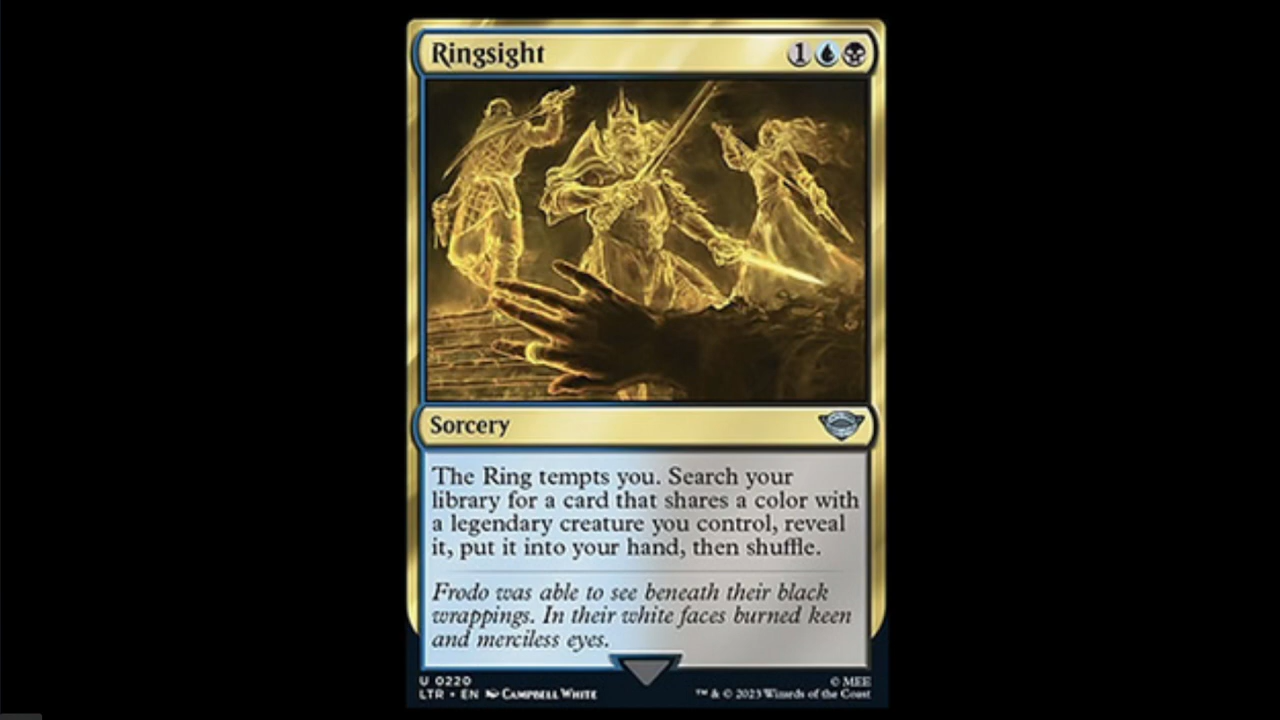 Ringsight
1
Sorcery
The Ring tempts you. Search your
library for a card that shares a color with
a legendary creature you control, reveal
it, put it into your hand, then shuffle.
Frodo was able to see beneath their black
wrappings. In their white faces burned keen
and merciless eyes.
U 0220
LTR • EN Campbell White
© MEE
™ & © 2023 Wizards of the Coast